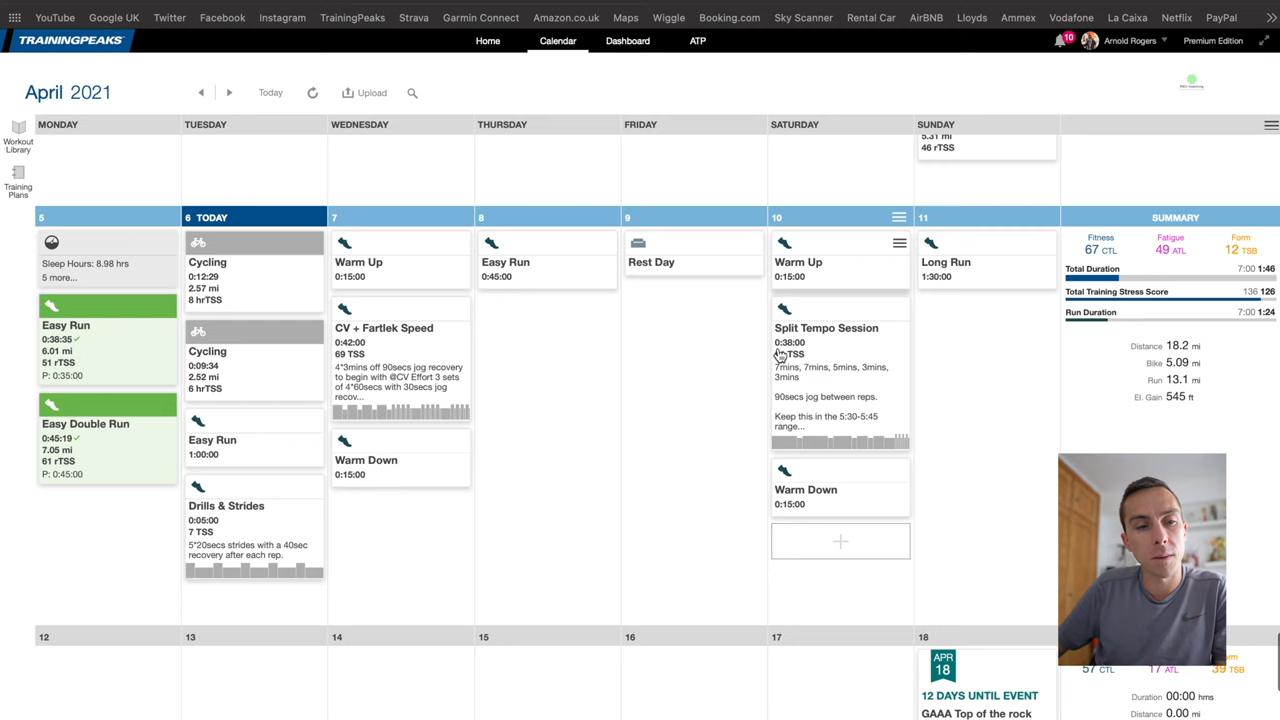 YouTube Google UK Twitter Facebook Instagram TrainingPeaks Strava Garmin Connect Amazon.co.uk Maps Wiggle Booking.com Sky Scanner Rental Car AirBNB Lloyds Ammex Vodafone La Caixa Netflix PayPal
TRAININGPEAKS
Home Calendar Dashboard ATP
10 Arnold Rogers Premium Edition
April 2021
Today Upload
Workout Library
Training Plans
MONDAY TUESDAY WEDNESDAY THURSDAY FRIDAY SATURDAY SUNDAY
5.31 mi
46 rTSS
5
Sleep Hours: 8.98 hrs
5 more...
Easy Run
0:38:35
6.01 mi
51 rTSS
P: 0:35:00
Easy Double Run
0:45:19
7.05 mi
61 rTSS
P: 0:45:00
6 TODAY
Cycling
0:12:29
2.57 mi
8 hrTSS
Cycling
0:09:34
2.52 mi
6 hrTSS
Easy Run
1:00:00
Drills & Strides
0:05:00
7 TSS
5*20secs strides with a 40sec
recovery after each rep.
7
Warm Up
0:15:00
CV + Fartlek Speed
0:42:00
69 TSS
4*3mins off 90secs jog recovery
to begin with @CV Effort 3 sets
of 4*60secs with 30secs jog
recov...
Warm Down
0:15:00
8
Easy Run
0:45:00
9
Rest Day
10
Warm Up
0:15:00
Split Tempo Session
0:38:00
TSS
7mins, 7mins, 5mins, 3mins,
3mins
90secs jog between reps.
Keep this in the 5:30-5:45
range...
Warm Down
0:15:00
11
Long Run
1:30:00
SUMMARY
Fitness Fatigue Form
67 CTL 49 ATL 12 TSB
Total Duration 7:00 1:46
Total Training Stress Score 136 126
Run Duration 7:00 1:24
Distance 18.2 mi
Bike 5.09 mi
Run 13.1 mi
El. Gain 545 ft
12 13 14 15 16 17 18
APR
18
12 DAYS UNTIL EVENT
GAAA Top of the rock
57 CTL 17 ATL 39 TSB
Duration 00:00 hms
Distance 0.00 mi